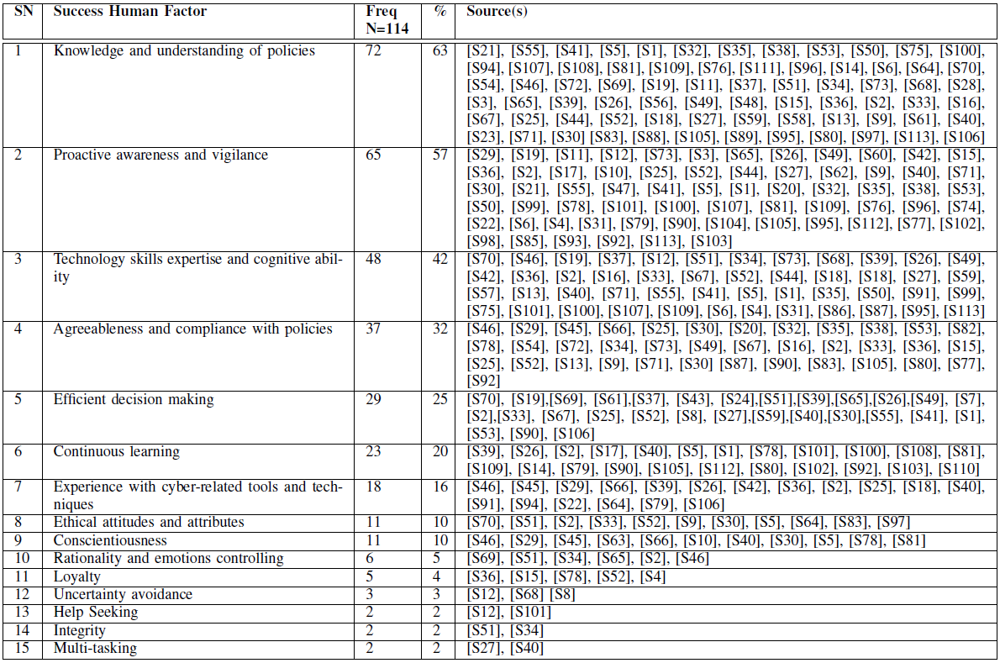 SN Success Human Factor Freq % Source(s)
N=114
1 Knowledge and understanding of policies 72 63 [S21], [S55], [S41], [S5], [S1], [S32], [S35], [S38], [S53], [S50], [S75], [S100],
[S94], [S107], [S108], [S81], [S109], [S76], [S111], [S96], [S14], [S6], [S64], [S70],
[S54], [S46], [S72], [S69], [S19], [S11], [S37], [S51], [S34], [S73], [S68], [S28],
[S3], [S65], [S39], [S26], [S56], [S49], [S48], [S15], [S36], [S2], [S33], [S16],
[S67], [S25], [S44], [S52], [S18], [S27], [S59], [S58], [S13], [S9], [S61], [S40],
[S23], [S71], [S30] [S83], [S88], [S105], [S89], [S95], [S80], [S97], [S113], [S106]
2 Proactive awareness and vigilance 65 57 [S29], [S19], [S11], [S12], [S73], [S3], [S65], [S26], [S49], [S60], [S42], [S15],
[S36], [S2], [S17], [S10], [S25], [S52], [S44], [S27], [S62], [S9], [S40], [S71],
[S30], [S21], [S55], [S47], [S41], [S5], [S1], [S20], [S32], [S35], [S38], [S53],
[S50], [S99], [S78], [S101], [S100], [S107], [S81], [S109], [S76], [S96], [S74],
[S22], [S6], [S4], [S31], [S79], [S90], [S104], [S105], [S95], [S112], [S77], [S102],
[S98], [S85], [S93], [S92], [S113], [S103]
3 Technology skills expertise and cognitive abil- 48 42 [S70], [S46], [S19], [S37], [S12], [S51], [S34], [S73], [S68], [S39], [S26], [S49],
ity [S42], [S36], [S2], [S16], [S33], [S67], [S52], [S44], [S18], [S18], [S27], [S59],
[S57], [S13], [S40], [S71], [S55], [S41], [S5], [S1], [S35], [S50], [S91], [S99],
[S75], [S101], [S100], [S107], [S109], [S6], [S4], [S31], [S86], [S87], [S95], [S113]
4 Agreeableness and compliance with policies 37 32 [S46], [S29], [S45], [S66], [S25], [S30], [S20], [S32], [S35], [S38], [S53], [S82],
[S78], [S54], [S72], [S34], [S73], [S49], [S67], [S16], [S2], [S33], [S36], [S15],
[S25], [S52], [S13], [S9], [S71], [S30] [S87], [S90], [S83], [S105], [S80], [S77],
[S92]
5 Efficient decision making 29 25 [S70], [S19],[S69], [S61],[S37], [S43], [S24],[S51],[S39],[S65],[S26],[S49], [S7],
[S2],[S33], [S67], [S25], [S52], [S8], [S27],[S59],[S40],[S30],[S55], [S41], [S1],
[S53], [S90], [S106]
6 Continuous learning 23 20 [S39], [S26], [S2], [S17], [S40], [S5], [S1], [S78], [S101], [S100], [S108], [S81],
[S109], [S14], [S79], [S90], [S105], [S112], [S80], [S102], [S92], [S103], [S110]
7 Experience with cyber-related tools and tech- 18 16 [S46], [S45], [S29], [S66], [S39], [S26], [S42], [S36], [S2], [S25], [S18], [S40],
niques [S91], [S94], [S22], [S64], [S79], [S106]
8 Ethical attitudes and attributes 11 10 [S70], [S51], [S2], [S33], [S52], [S9], [S30], [S5], [S64], [S83], [S97]
9 Conscientiousness 11 10 [S46], [S29], [S45], [S63], [S66], [S10], [S40], [S30], [S5], [S78], [S81]
10 Rationality and emotions controlling 6 5 [S69], [S51], [S34], [S65], [S2], [S46]
11 Loyalty 5 4 [S36], [S15], [S78], [S52], [S4]
12 Uncertainty avoidance 3 3 [S12], [S68] [S8]
13 Help Seeking 2 2 [S12], [S101]
14 Integrity 2 2 [S51], [S34]
15 Multi-tasking 2 2 [S27], [S40]